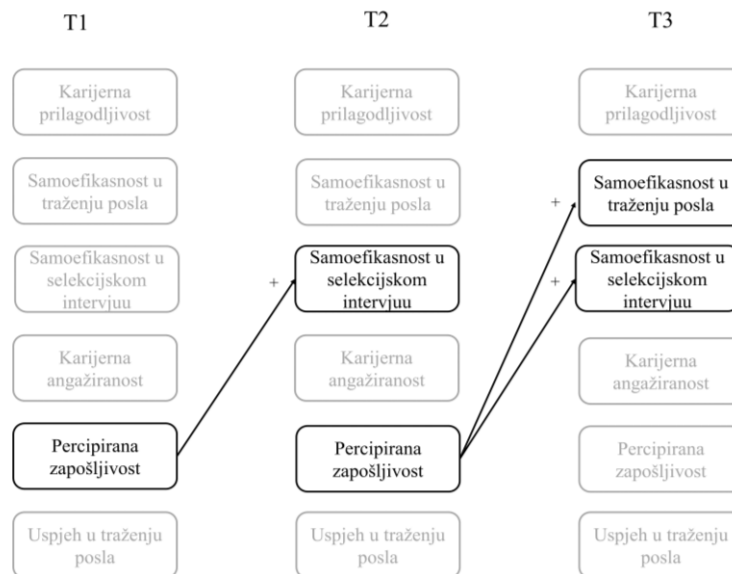 T1
T2
T3
Karijerna
prilagodljivost
Karijerna
prilagodljivost
Karijerna
prilagodljivost
Samoefikasnost u
traženju posla
Samoefikasnost u
traženju posla
+
Samoefikasnost u
traženju posla
Samoefikasnost u
selekcijskom
intervjuu
+
Samoefikasnost u
selekcijskom
intervjuu
+
Samoefikasnost u
selekcijskom
intervjuu
Karijerna
angažiranost
Karijerna
angažiranost
Karijerna
angažiranost
Percipirana
zapošljivost
Percipirana
zapošljivost
Percipirana
zapošljivost
Uspjeh u traženju
posla
Uspjeh u traženju
posla
Uspjeh u traženju
posla